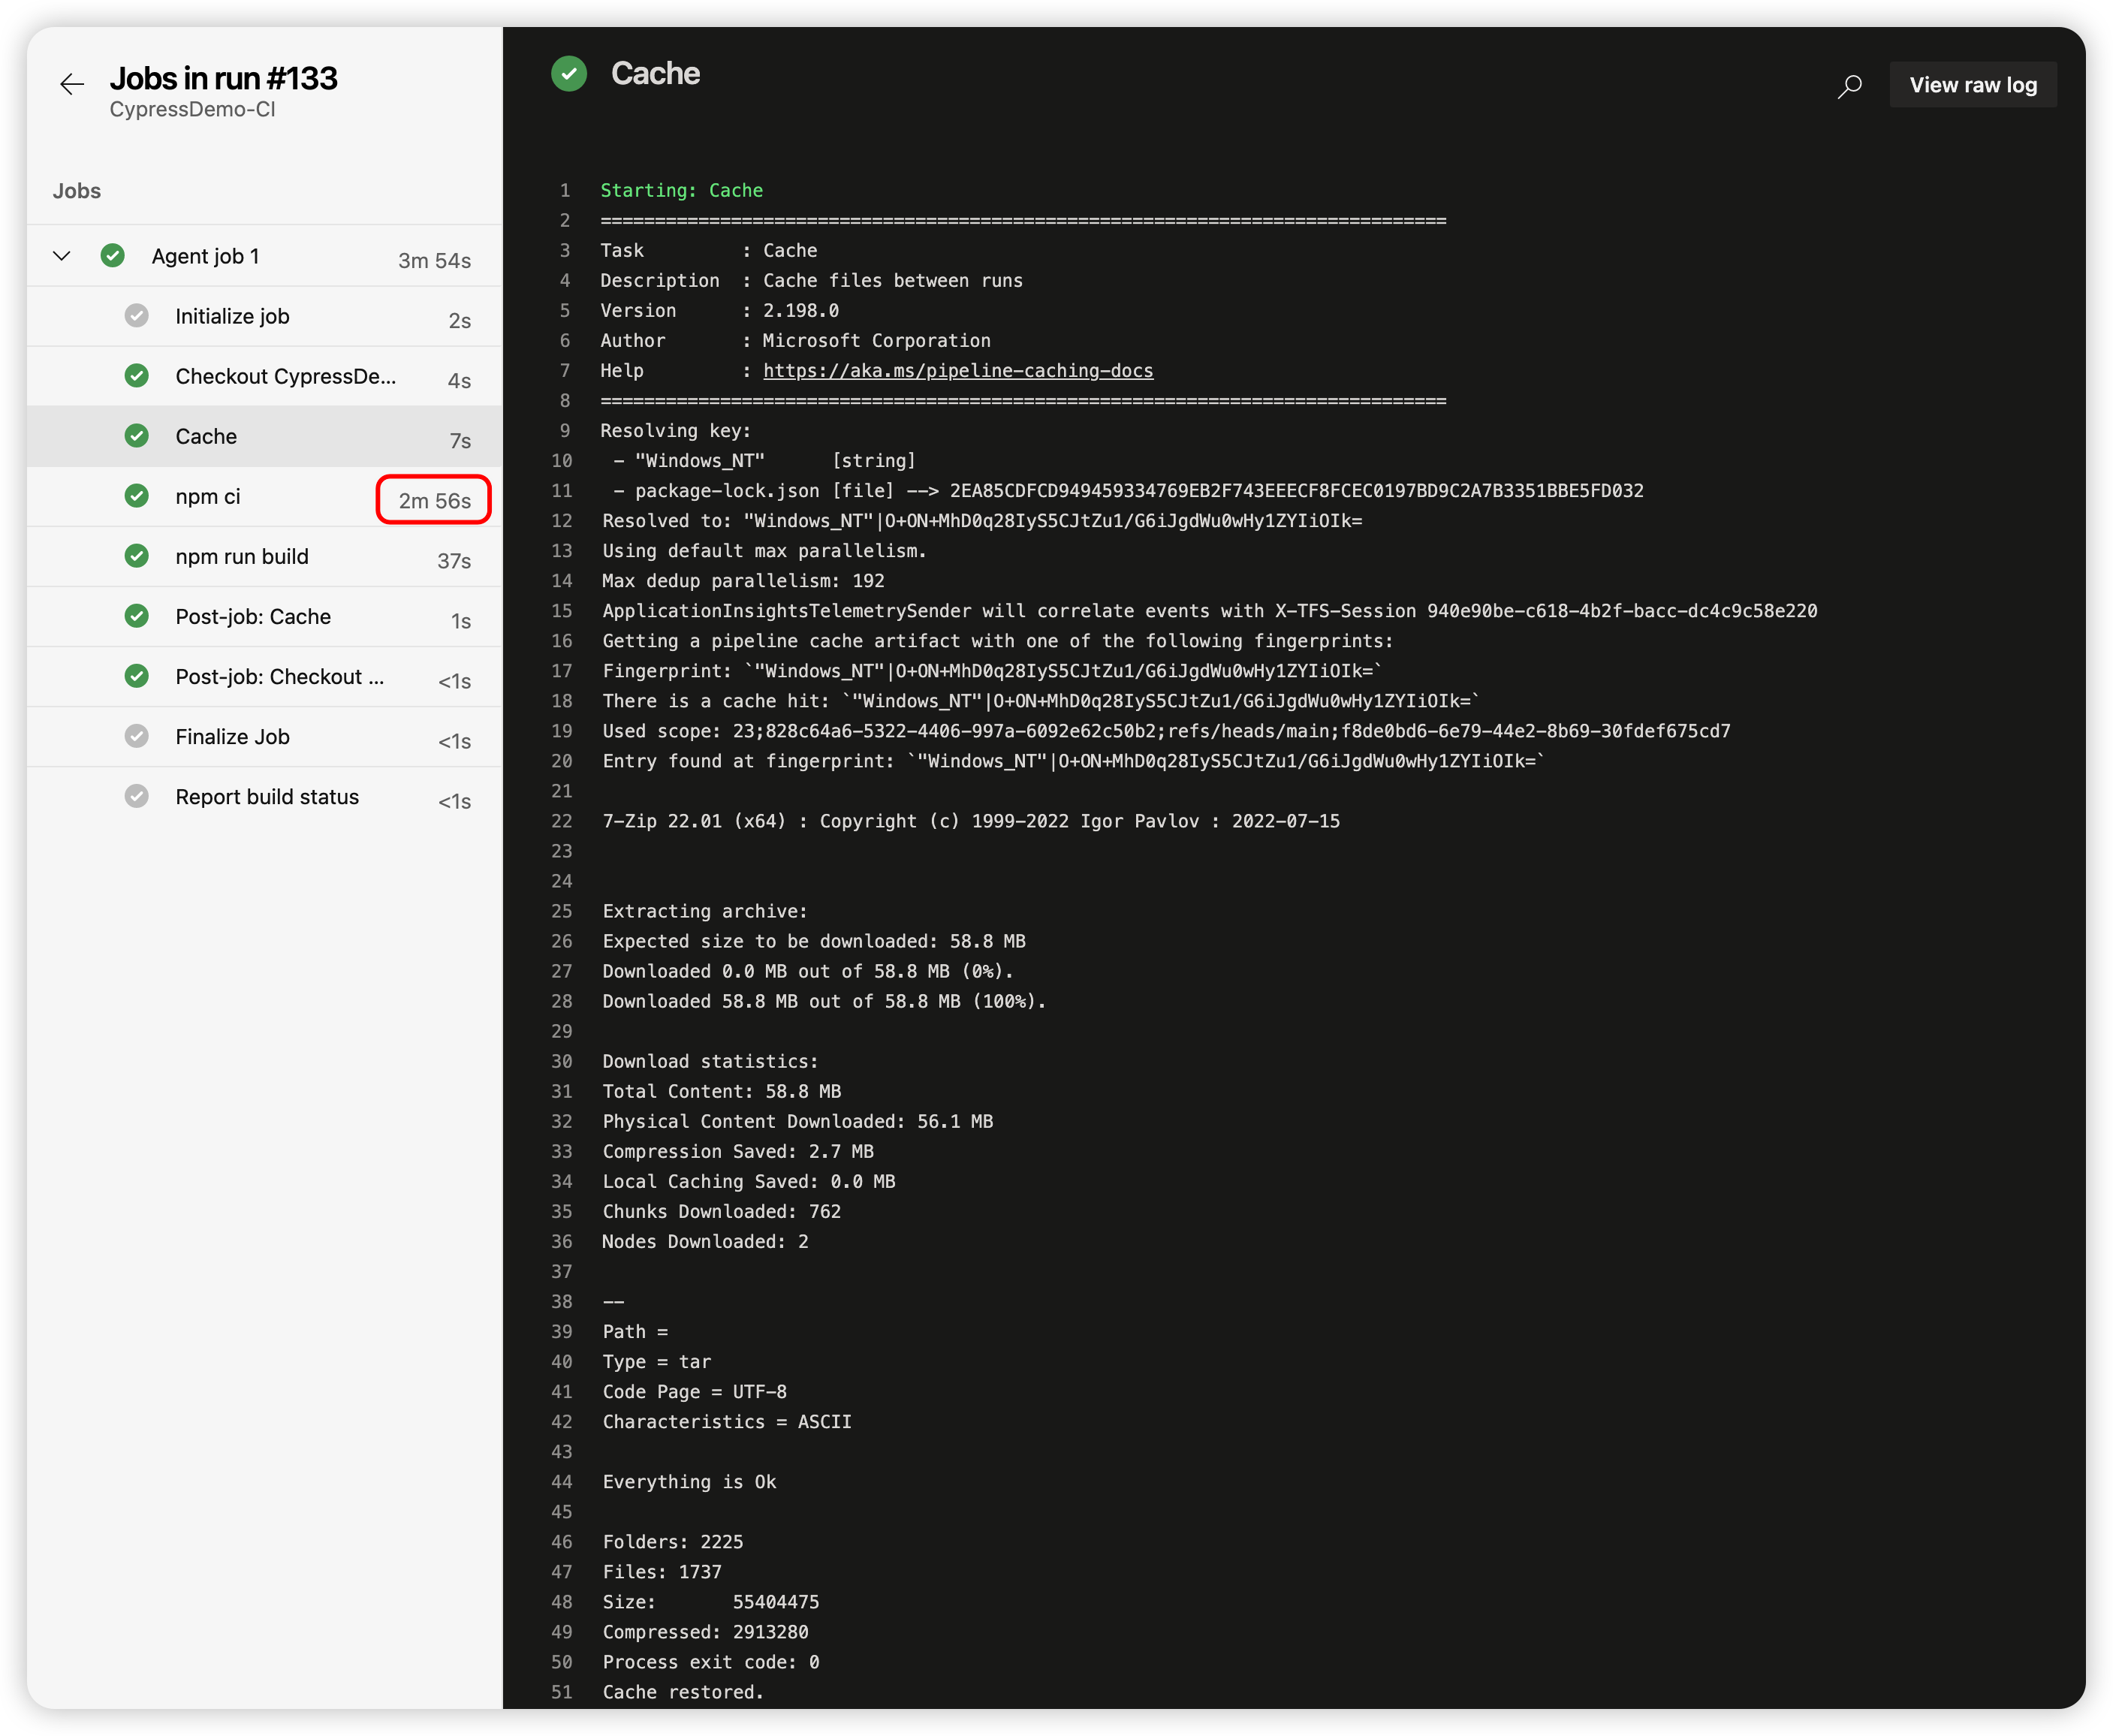 Jobs in run #133
CypressDemo-CI
Jobs
Agent job 1 3m 54s
Initialize job 2s
Checkout CypressDe... 4s
Cache 7s
npm ci 2m 56s
npm run build 37s
Post-job: Cache 1s
Post-job: Checkout ... <1s
Finalize Job <1s
Report build status <1s
Cache
View raw log
1 Starting: Cache
2 ==============================================================================
3 Task         : Cache
4 Description  : Cache files between runs
5 Version      : 2.198.0
6 Author       : Microsoft Corporation
7 Help         : https://aka.ms/pipeline-caching-docs
8 ==============================================================================
9 Resolving key:
10  - "Windows_NT"      [string]
11  - package-lock.json [file] --> 2EA85CDFCD949459334769EB2F743EEECF8FCEC0197BD9C2A7B3351BBE5FD032
12 Resolved to: "Windows_NT"|O+ON+MhD0q28IyS5CJtZu1/G6iJgdWu0wHy1ZYIiOIk=
13 Using default max parallelism.
14 Max dedup parallelism: 192
15 ApplicationInsightsTelemetrySender will correlate events with X-TFS-Session 940e90be-c618-4b2f-bacc-dc4c9c58e220
16 Getting a pipeline cache artifact with one of the following fingerprints:
17 Fingerprint: `"Windows_NT"|O+ON+MhD0q28IyS5CJtZu1/G6iJgdWu0wHy1ZYIiOIk=`
18 There is a cache hit: `"Windows_NT"|O+ON+MhD0q28IyS5CJtZu1/G6iJgdWu0wHy1ZYIiOIk=`
19 Used scope: 23;828c64a6-5322-4406-997a-6092e62c50b2;refs/heads/main;f8de0bd6-6e79-44e2-8b69-30fdef675cd7
20 Entry found at fingerprint: `"Windows_NT"|O+ON+MhD0q28IyS5CJtZu1/G6iJgdWu0wHy1ZYIiOIk=`
21
22 7-Zip 22.01 (x64) : Copyright (c) 1999-2022 Igor Pavlov : 2022-07-15
23
24
25 Extracting archive:
26 Expected size to be downloaded: 58.8 MB
27 Downloaded 0.0 MB out of 58.8 MB (0%).
28 Downloaded 58.8 MB out of 58.8 MB (100%).
29
30 Download statistics:
31 Total Content: 58.8 MB
32 Physical Content Downloaded: 56.1 MB
33 Compression Saved: 2.7 MB
34 Local Caching Saved: 0.0 MB
35 Chunks Downloaded: 762
36 Nodes Downloaded: 2
37
38 --
39 Path =
40 Type = tar
41 Code Page = UTF-8
42 Characteristics = ASCII
43
44 Everything is Ok
45
46 Folders: 2225
47 Files: 1737
48 Size:       55404475
49 Compressed: 2913280
50 Process exit code: 0
51 Cache restored.